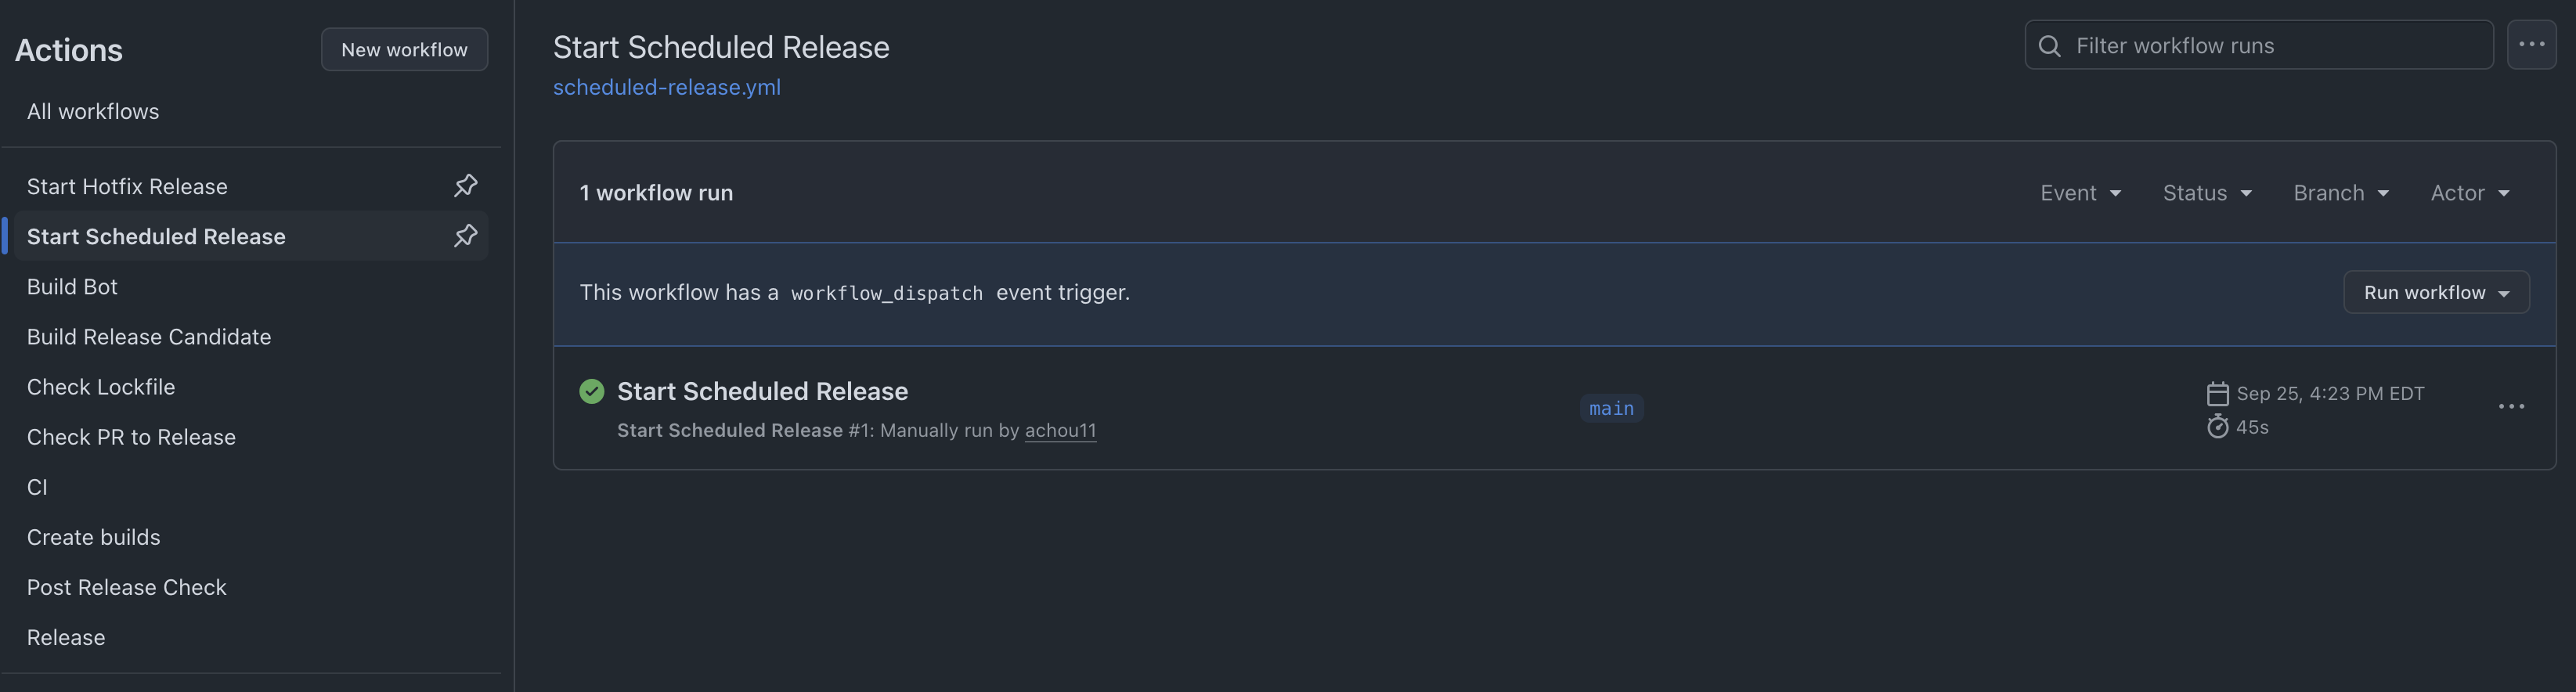 Actions
New workflow
All workflows
Start Hotfix Release
Start Scheduled Release
Build Bot
Build Release Candidate
Check Lockfile
Check PR to Release
CI
Create builds
Post Release Check
Release
Start Scheduled Release
scheduled-release.yml
Filter workflow runs
1 workflow run
Event Status Branch Actor
This workflow has a workflow_dispatch event trigger.
Run workflow
Start Scheduled Release
Start Scheduled Release #1: Manually run by achou11
main
Sep 25, 4:23 PM EDT
45s